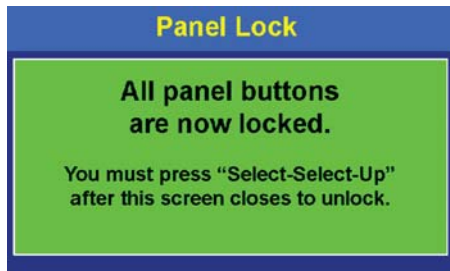 Panel Lock
All panel buttons
are now locked.
You must press “Select-Select-Up”
after this screen closes to unlock.